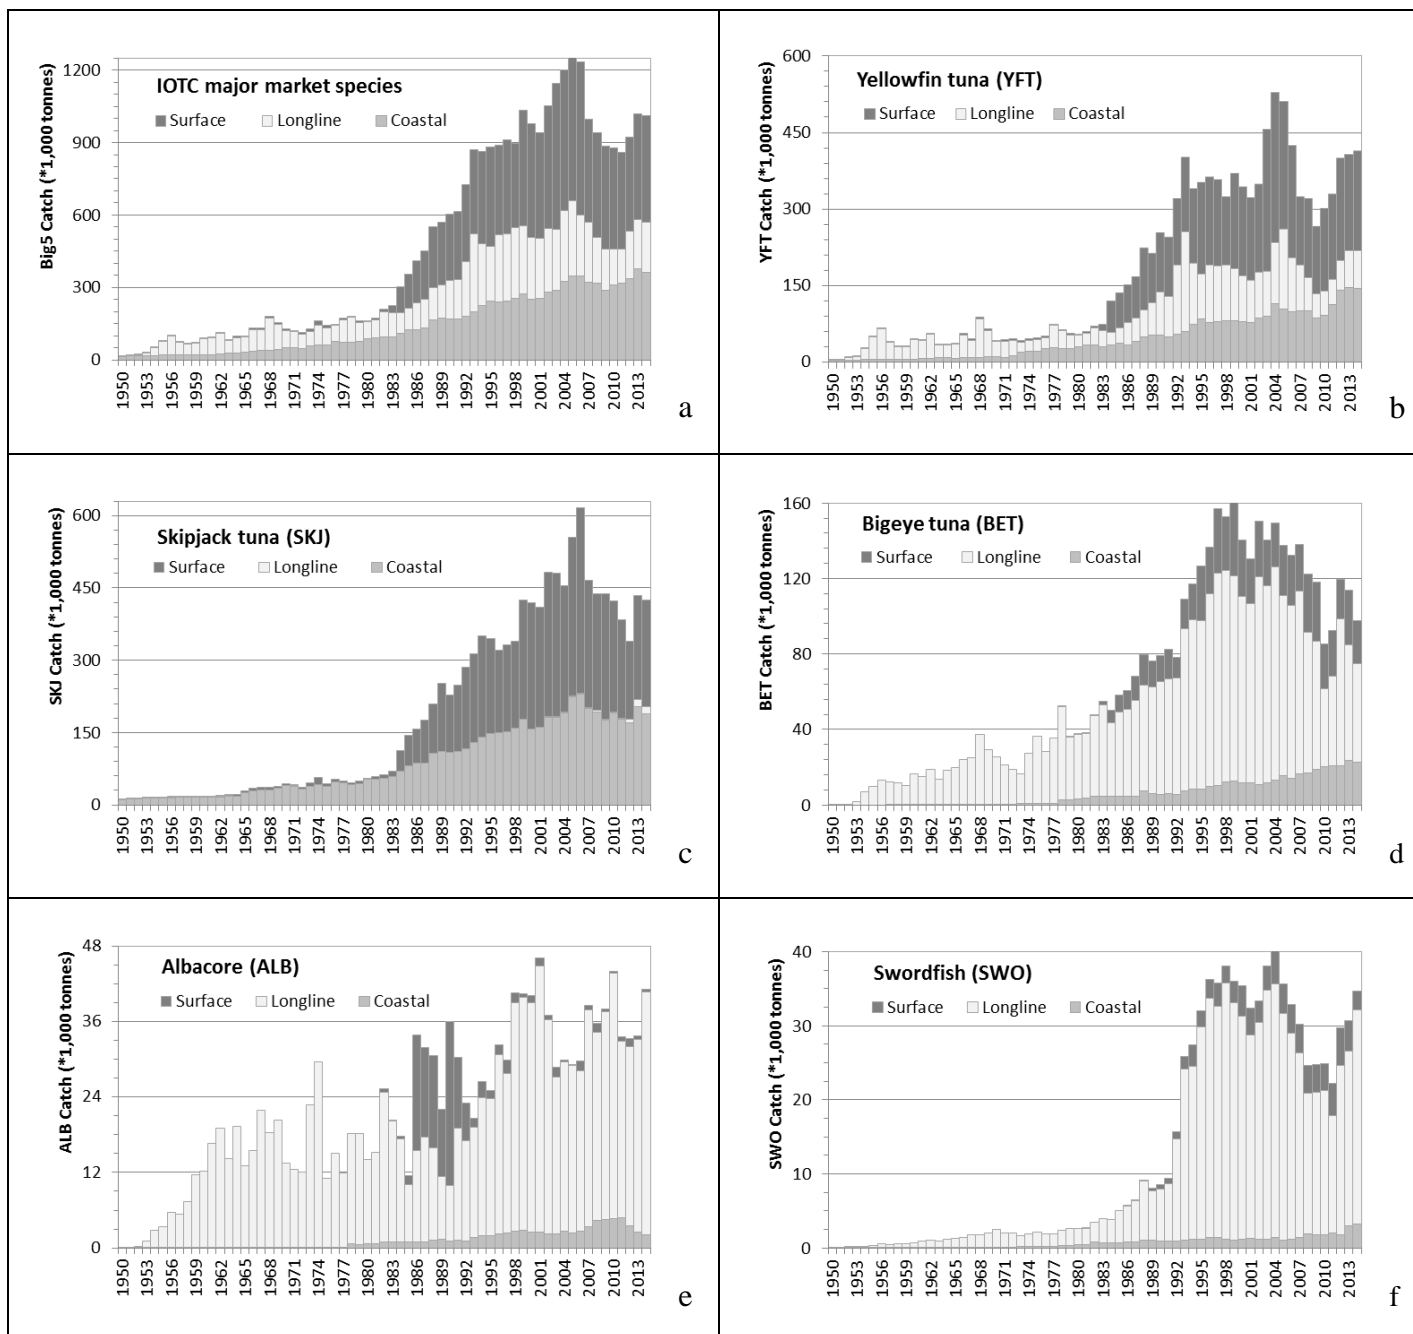 IOTC major market species
Surface Longline Coastal
Big5 Catch (*1,000 tonnes)
1200
900
600
300
0
1950 1953 1956 1959 1962 1965 1968 1971 1974 1977 1980 1983 1986 1989 1992 1995 1998 2001 2004 2007 2010 2013
a
Yellowfin tuna (YFT)
Surface Longline Coastal
YFT Catch (*1,000 tonnes)
600
450
300
150
0
1950 1953 1956 1959 1962 1965 1968 1971 1974 1977 1980 1983 1986 1989 1992 1995 1998 2001 2004 2007 2010 2013
b
Skipjack tuna (SKJ)
Surface Longline Coastal
SKJ Catch (*1,000 tonnes)
600
450
300
150
0
1950 1953 1956 1959 1962 1965 1968 1971 1974 1977 1980 1983 1986 1989 1992 1995 1998 2001 2004 2007 2010 2013
c
Bigeye tuna (BET)
Surface Longline Coastal
BET Catch (*1,000 tonnes)
160
120
80
40
0
1950 1953 1956 1959 1962 1965 1968 1971 1974 1977 1980 1983 1986 1989 1992 1995 1998 2001 2004 2007 2010 2013
d
Albacore (ALB)
Surface Longline Coastal
ALB Catch (*1,000 tonnes)
48
36
24
12
0
1950 1953 1956 1959 1962 1965 1968 1971 1974 1977 1980 1983 1986 1989 1992 1995 1998 2001 2004 2007 2010 2013
e
Swordfish (SWO)
Surface Longline Coastal
SWO Catch (*1,000 tonnes)
40
30
20
10
0
1950 1953 1956 1959 1962 1965 1968 1971 1974 1977 1980 1983 1986 1989 1992 1995 1998 2001 2004 2007 2010 2013
f